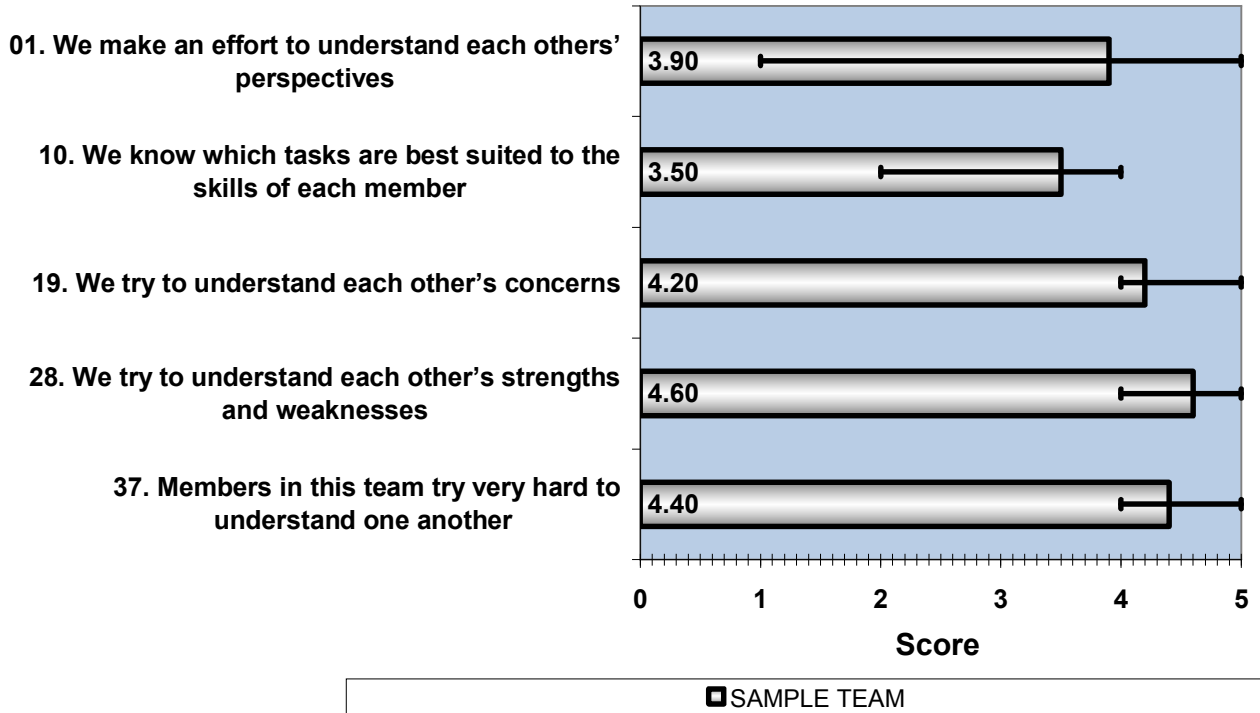 01. We make an effort to understand each others’
perspectives
3.90
10. We know which tasks are best suited to the
skills of each member
3.50
19. We try to understand each other’s concerns
4.20
28. We try to understand each other’s strengths
and weaknesses
4.60
37. Members in this team try very hard to
understand one another
4.40
0 1 2 3 4 5
Score
SAMPLE TEAM